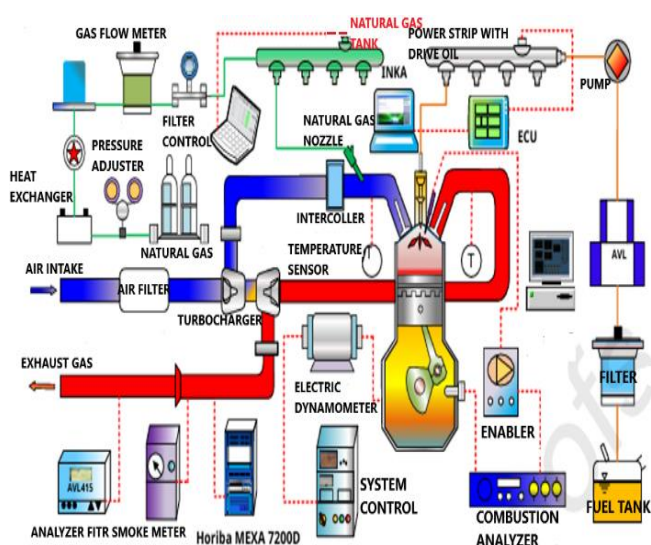 GAS FLOW METER
NATURAL GAS
TANK
POWER STRIP WITH
DRIVE OIL
INKA
PUMP
FILTER
CONTROL
NATURAL GAS
NOZZLE
ECU
PRESSURE
ADJUSTER
HEAT
EXCHANGER
INTERCOLLER
NATURAL GAS
TEMPERATURE
SENSOR
T
T
AVL
AIR INTAKE
AIR FILTER
TURBOCHARGER
EXHAUST GAS
ELECTRIC
DYNAMOMETER
ENABLER
FILTER
AVL415
SYSTEM
CONTROL
FUEL TANK
ANALYZER FITR SMOKE METER
Horiba MEXA 7200D
COMBUSTION
ANALYZER